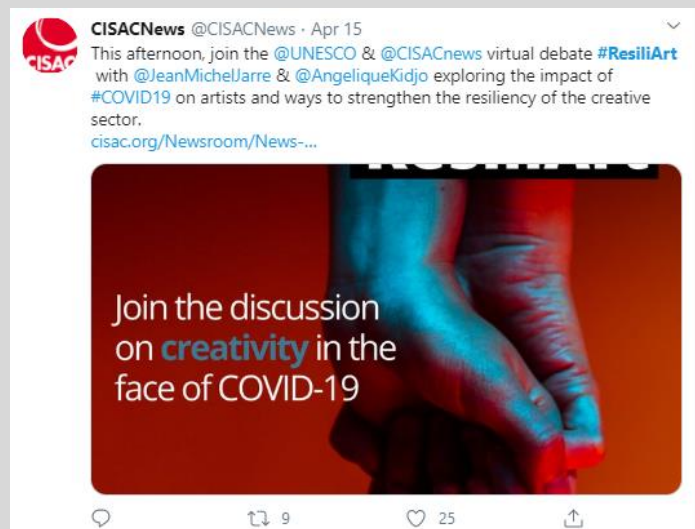 CISACNews @CISACNews · Apr 15
This afternoon, join the @UNESCO & @CISACnews virtual debate #ResiliArt
with @JeanMichelJarre & @AngeliqueKidjo exploring the impact of
#COVID19 on artists and ways to strengthen the resiliency of the creative
sector.
cisac.org/Newsroom/News-...
CISAC
ResiliArt
Join the discussion
on creativity in the
face of COVID-19
9
25